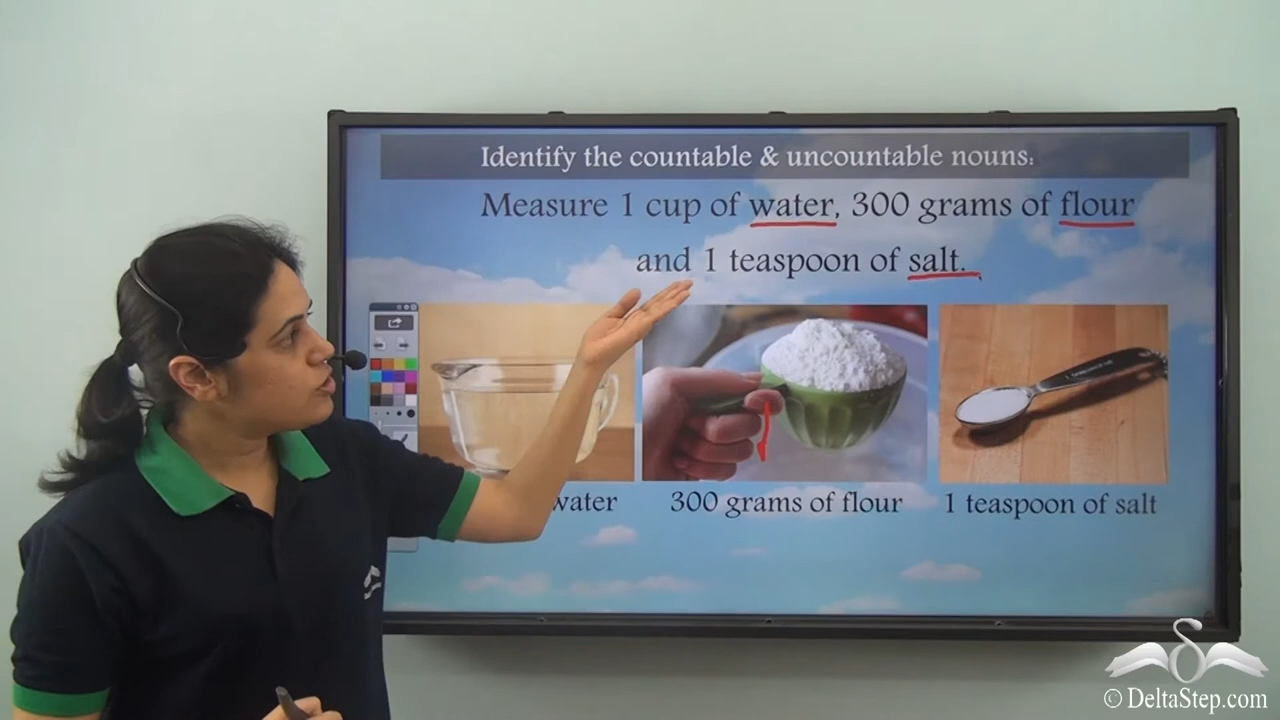 Identify the countable & uncountable nouns:
Measure 1 cup of water, 300 grams of flour
and 1 teaspoon of salt.
water
300 grams of flour
1 teaspoon of salt
© DeltaStep.com